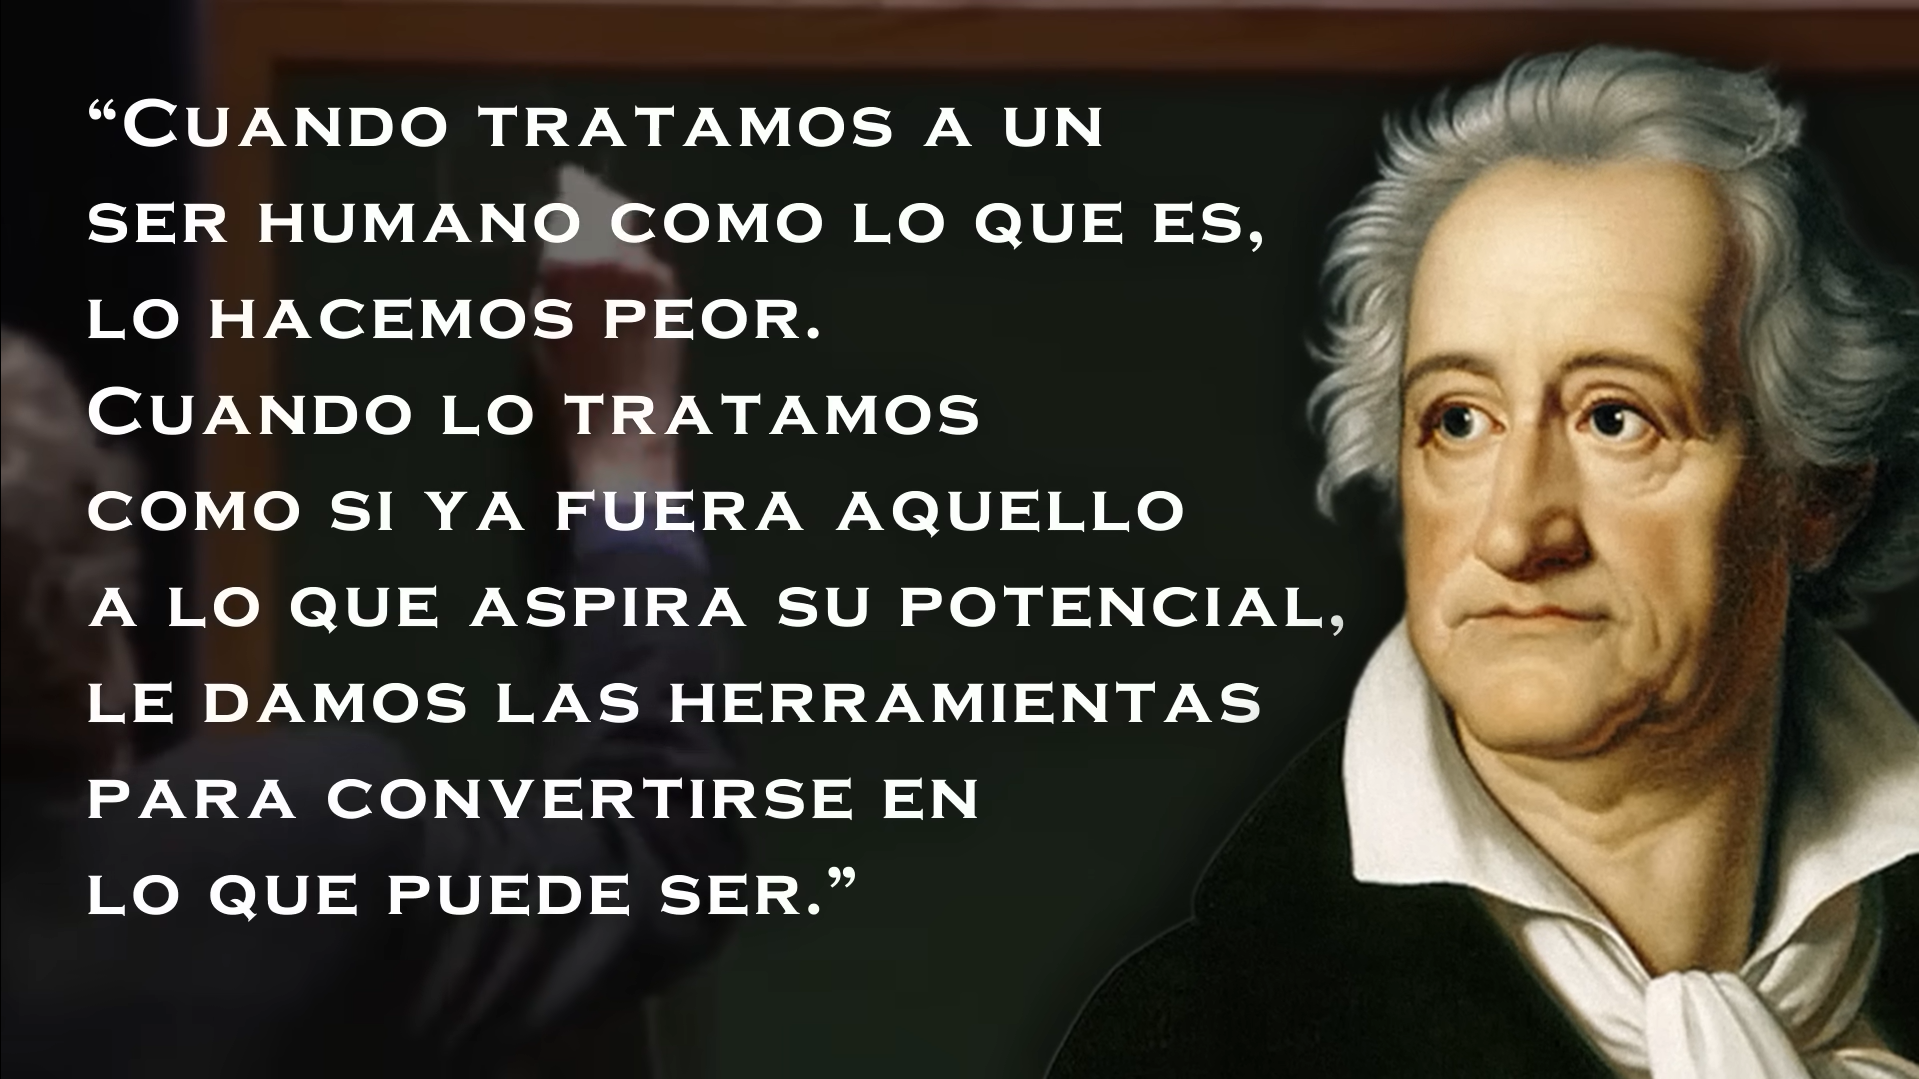 “Cuando tratamos a un
ser humano como lo que es,
lo hacemos peor.
Cuando lo tratamos
como si ya fuera aquello
a lo que aspira su potencial,
le damos las herramientas
para convertirse en
lo que puede ser.”